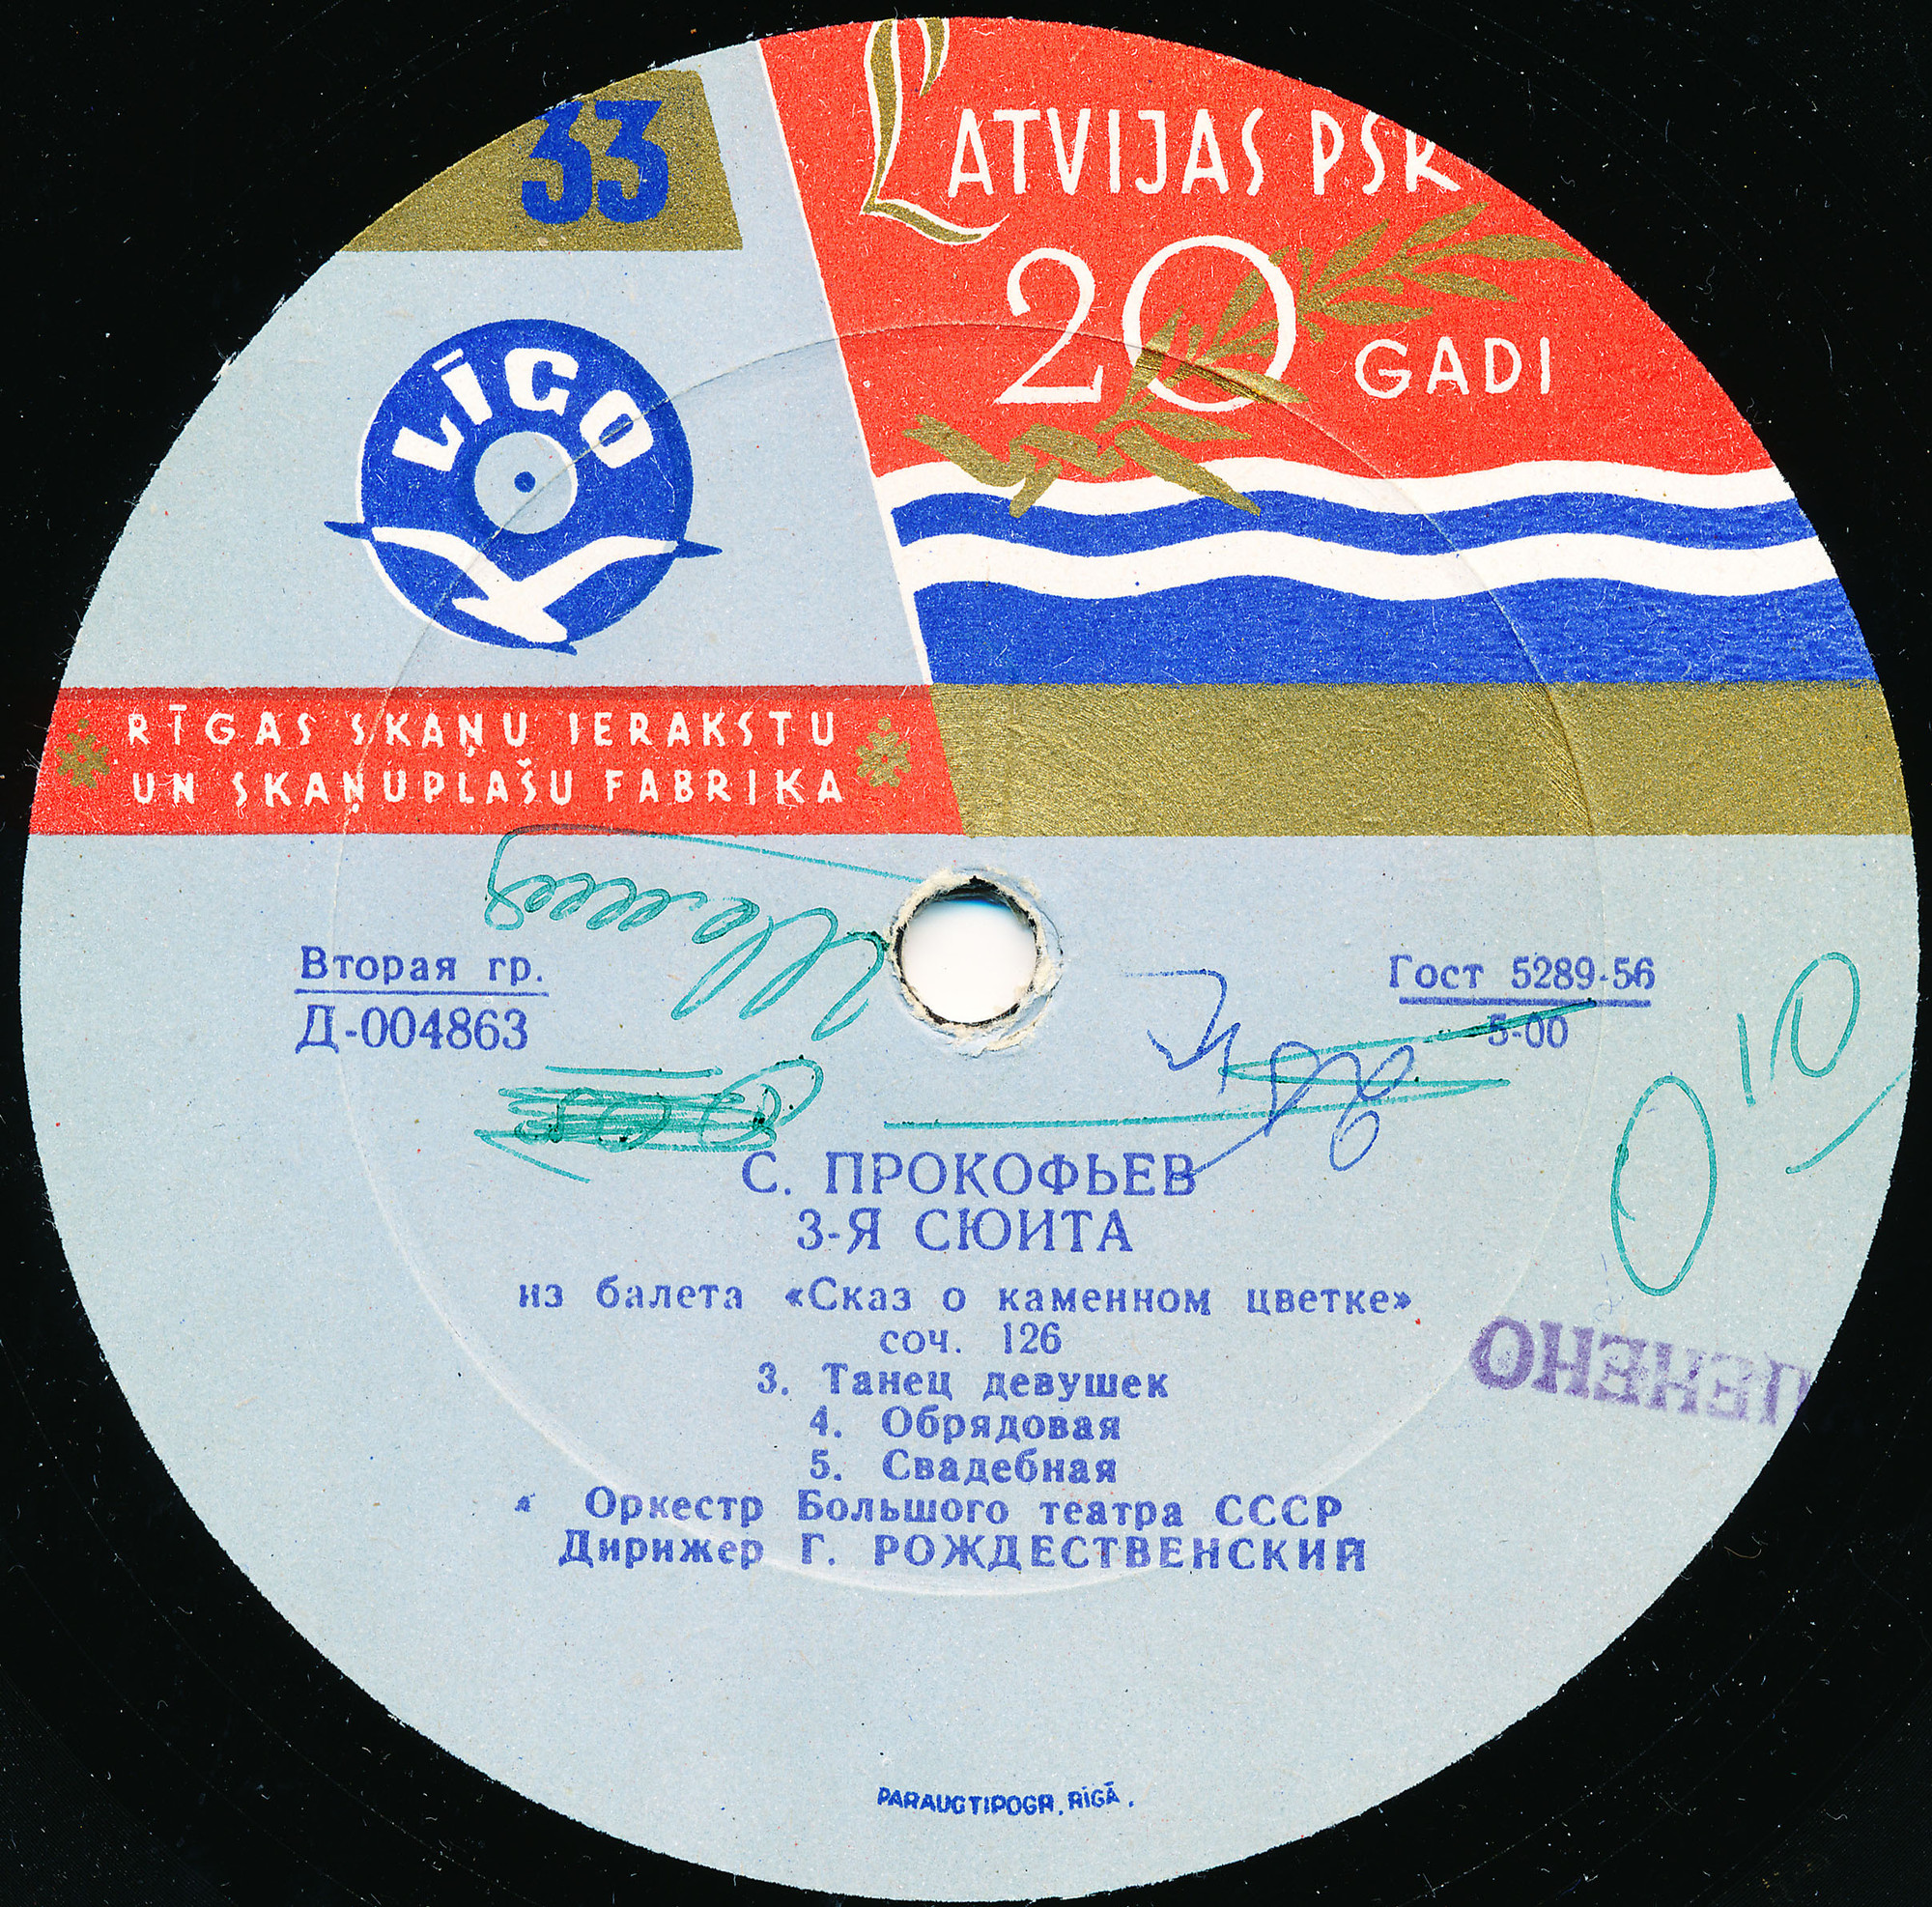 33
LATVIJAS PSR
20 GADI
LĪGO
RĪGAS SKAŅU IERAKSTU
UN SKAŅUPLAŠU FABRIKA
Вторая гр.
Д-004863
Гост 5289-56
5-00
С. ПРОКОФЬЕВ
3-Я СЮИТА
из балета «Сказ о каменном цветке»
соч. 126
3. Танец девушек
4. Обрядовая
5. Свадебная
Оркестр Большого театра СССР
Дирижер Г. РОЖДЕСТВЕНСКИЙ
PARAUGTIPOGR. RĪGĀ.